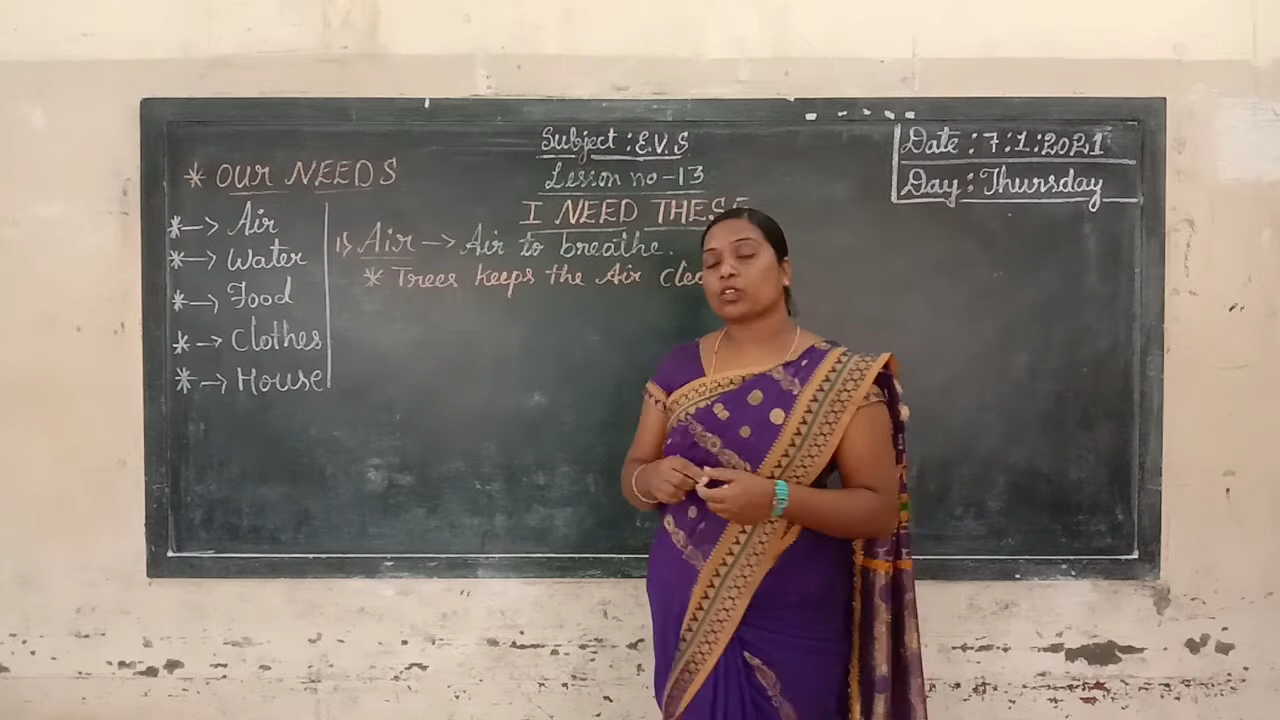 Subject : E.V.S
Lesson no - 13
I NEED THESE
Date : 7:1:2021
Day : Thursday
* OUR NEEDS
*-> Air
*-> Water
*-> Food
*-> Clothes
*-> House
1) Air -> Air to breathe.
* Trees keeps the Air